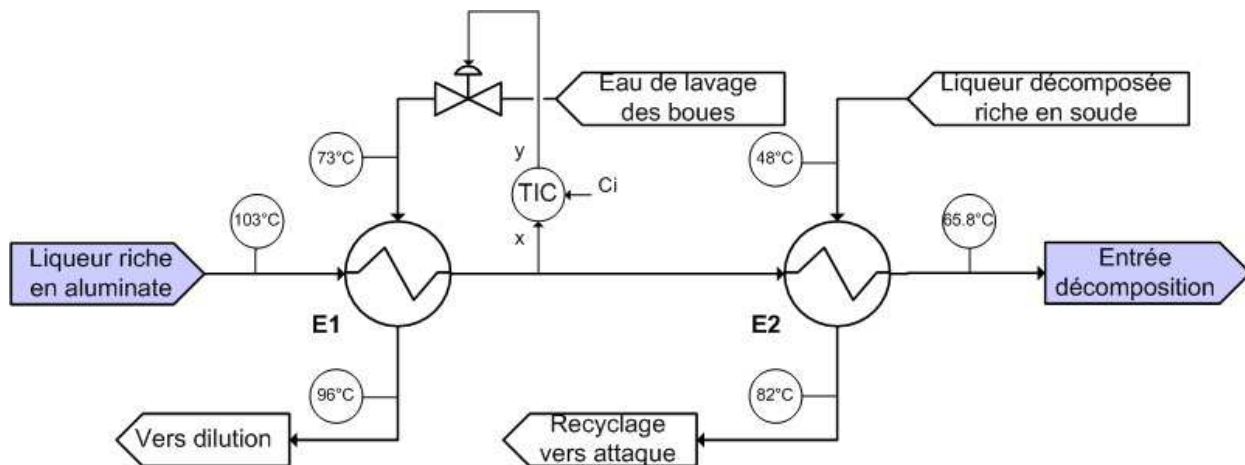 Eau de lavage
des boues
Liqueur décomposée
riche en soude
73°C
y
48°C
TIC
Ci
103°C
x
65.8°C
Liqueur riche
en aluminate
Entrée
décomposition
E1
E2
96°C
82°C
Vers dilution
Recyclage
vers attaque